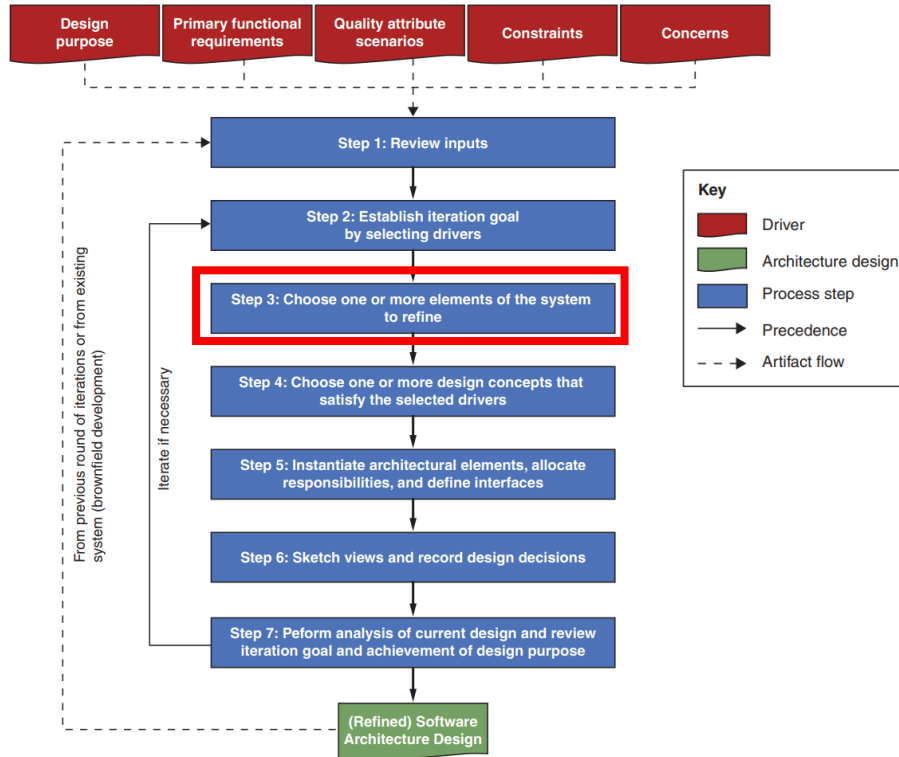 Design
purpose
Primary functional
requirements
Quality attribute
scenarios
Constraints
Concerns
Step 1: Review inputs
Step 2: Establish iteration goal
by selecting drivers
Step 3: Choose one or more elements of the system
to refine
Step 4: Choose one or more design concepts that
satisfy the selected drivers
Step 5: Instantiate architectural elements, allocate
responsibilities, and define interfaces
Step 6: Sketch views and record design decisions
Step 7: Peform analysis of current design and review
iteration goal and achievement of design purpose
(Refined) Software
Architecture Design
From previous round of iterations or from existing
system (brownfield development)
Iterate if necessary
Key
Driver
Architecture design
Process step
Precedence
Artifact flow